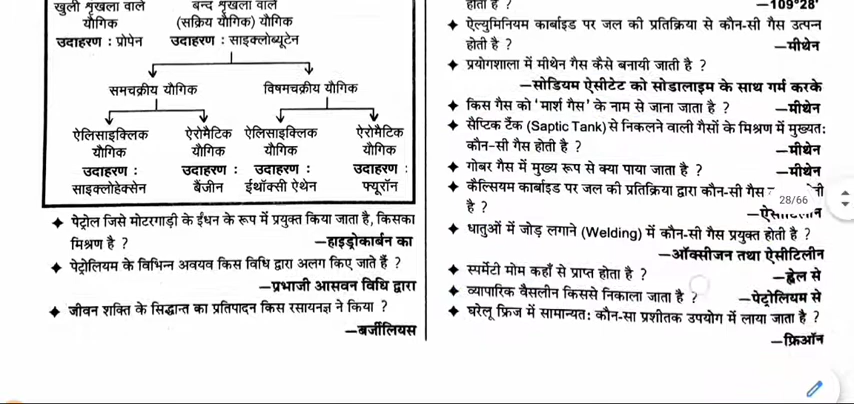 खुली शृंखला वाले
यौगिक
उदाहरण : प्रोपेन
बन्द शृंखला वाले
(सक्रिय यौगिक) यौगिक
उदाहरण : साइक्लोब्यूटेन
समचक्रीय यौगिक
विषमचक्रीय यौगिक
ऐलिसाइक्लिक
यौगिक
उदाहरण :
साइक्लोहेक्सेन
ऐरोमैटिक
यौगिक
उदाहरण :
बैंजीन
ऐलिसाइक्लिक
यौगिक
उदाहरण :
ईथॉक्सी ऐथेन
ऐरोमैटिक
यौगिक
उदाहरण :
फ्यूरॉन
पेट्रोल जिसे मोटरगाड़ी के ईंधन के रूप में प्रयुक्त किया जाता है, किसका
मिश्रण है ? —हाइड्रोकार्बन का
पेट्रोलियम के विभिन्न अवयव किस विधि द्वारा अलग किए जाते हैं ?
—प्रभाजी आसवन विधि द्वारा
जीवन शक्ति के सिद्धान्त का प्रतिपादन किस रसायनज्ञ ने किया ?
—बर्जीलियस
होता है ? —109°28'
ऐल्युमिनियम कार्बाइड पर जल की प्रतिक्रिया से कौन-सी गैस उत्पन्न
होती है ? —मीथेन
प्रयोगशाला में मीथेन गैस कैसे बनायी जाती है ?
—सोडियम ऐसीटेट को सोडालाइम के साथ गर्म करके
किस गैस को 'मार्श गैस' के नाम से जाना जाता है ? —मीथेन
सैप्टिक टैंक (Saptic Tank) से निकलने वाली गैसों के मिश्रण में मुख्यतः
कौन-सी गैस होती है ? —मीथेन
गोबर गैस में मुख्य रूप से क्या पाया जाता है ? —मीथेन
कैल्सियम कार्बाइड पर जल की प्रतिक्रिया द्वारा कौन-सी गैस
है ?
28/66
धातुओं में जोड़ लगाने (Welding) में कौन-सी गैस प्रयुक्त होती है ?
—ऑक्सीजन तथा ऐसीटिलीन
स्पर्मेटी मोम कहाँ से प्राप्त होता है ? —ह्वेल से
व्यापारिक वैसलीन किससे निकाला जाता है ? —पेट्रोलियम से
घरेलू फ्रिज में सामान्यतः कौन-सा प्रशीतक उपयोग में लाया जाता है ?
—फ्रिऑन